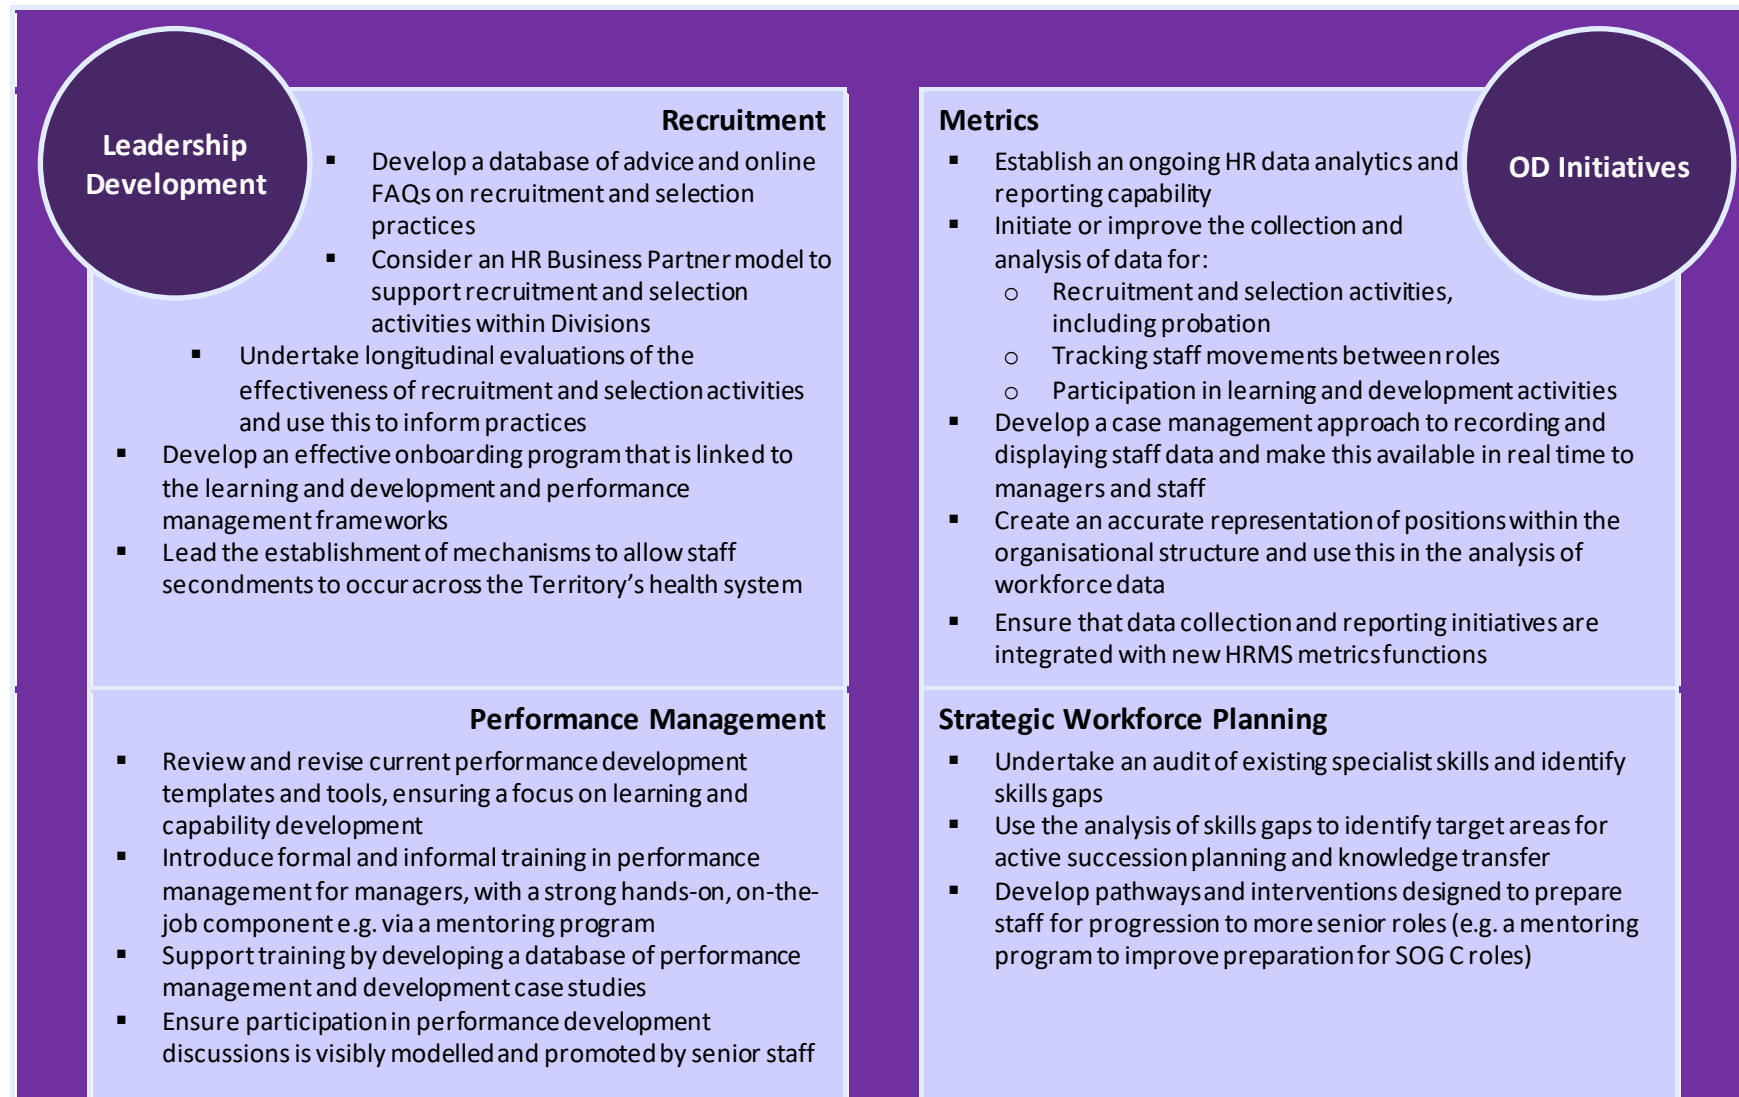 Leadership
Development
Recruitment
▪ Develop a database of advice and online
FAQs on recruitment and selection
practices
▪ Consider an HR Business Partner model to
support recruitment and selection
activities within Divisions
▪ Undertake longitudinal evaluations of the
effectiveness of recruitment and selection activities
and use this to inform practices
▪ Develop an effective onboarding program that is linked to
the learning and development and performance
management frameworks
▪ Lead the establishment of mechanisms to allow staff
secondments to occur across the Territory’s health system
Metrics
▪ Establish an ongoing HR data analytics and
reporting capability
▪ Initiate or improve the collection and
analysis of data for:
o Recruitment and selection activities,
including probation
o Tracking staff movements between roles
o Participation in learning and development activities
▪ Develop a case management approach to recording and
displaying staff data and make this available in real time to
managers and staff
▪ Create an accurate representation of positions within the
organisational structure and use this in the analysis of
workforce data
▪ Ensure that data collection and reporting initiatives are
integrated with new HRMS metrics functions
OD Initiatives
Performance Management
▪ Review and revise current performance development
templates and tools, ensuring a focus on learning and
capability development
▪ Introduce formal and informal training in performance
management for managers, with a strong hands-on, on-the-
job component e.g. via a mentoring program
▪ Support training by developing a database of performance
management and development case studies
▪ Ensure participation in performance development
discussions is visibly modelled and promoted by senior staff
Strategic Workforce Planning
▪ Undertake an audit of existing specialist skills and identify
skills gaps
▪ Use the analysis of skills gaps to identify target areas for
active succession planning and knowledge transfer
▪ Develop pathways and interventions designed to prepare
staff for progression to more senior roles (e.g. a mentoring
program to improve preparation for SOG C roles)